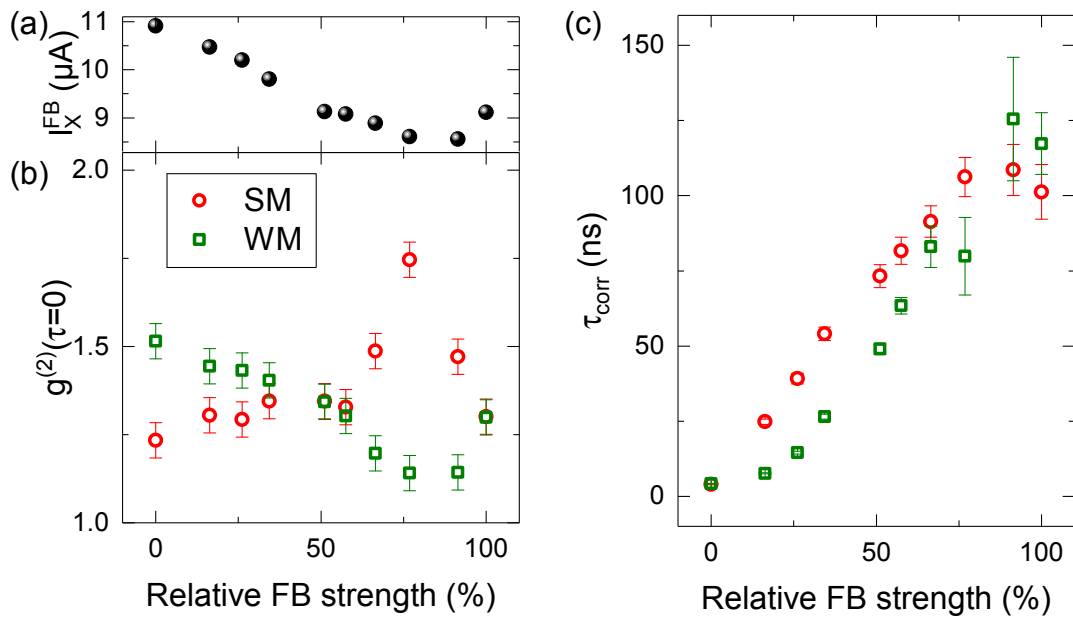 (a)
11
10
9
I_X^FB (μA)
(b)
2.0
1.5
1.0
g^(2)(τ=0)
SM
WM
0
50
100
Relative FB strength (%)
(c)
150
100
50
0
τ_corr (ns)
0
50
100
Relative FB strength (%)